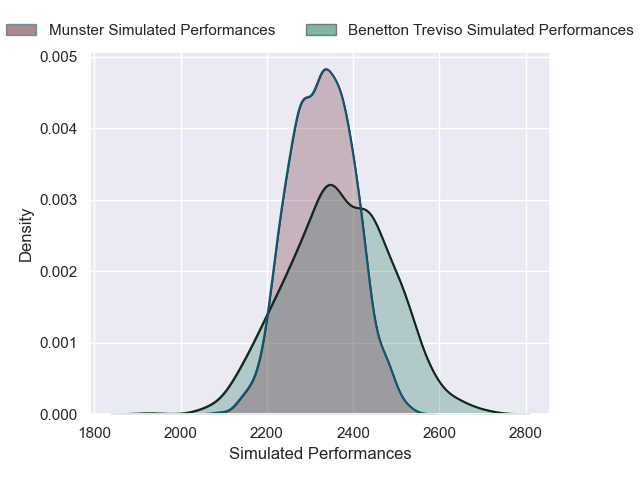 Munster Simulated Performances
Benetton Treviso Simulated Performances
0.005
0.004
0.003
0.002
0.001
0.000
Density
1800 2000 2200 2400 2600 2800
Simulated Performances